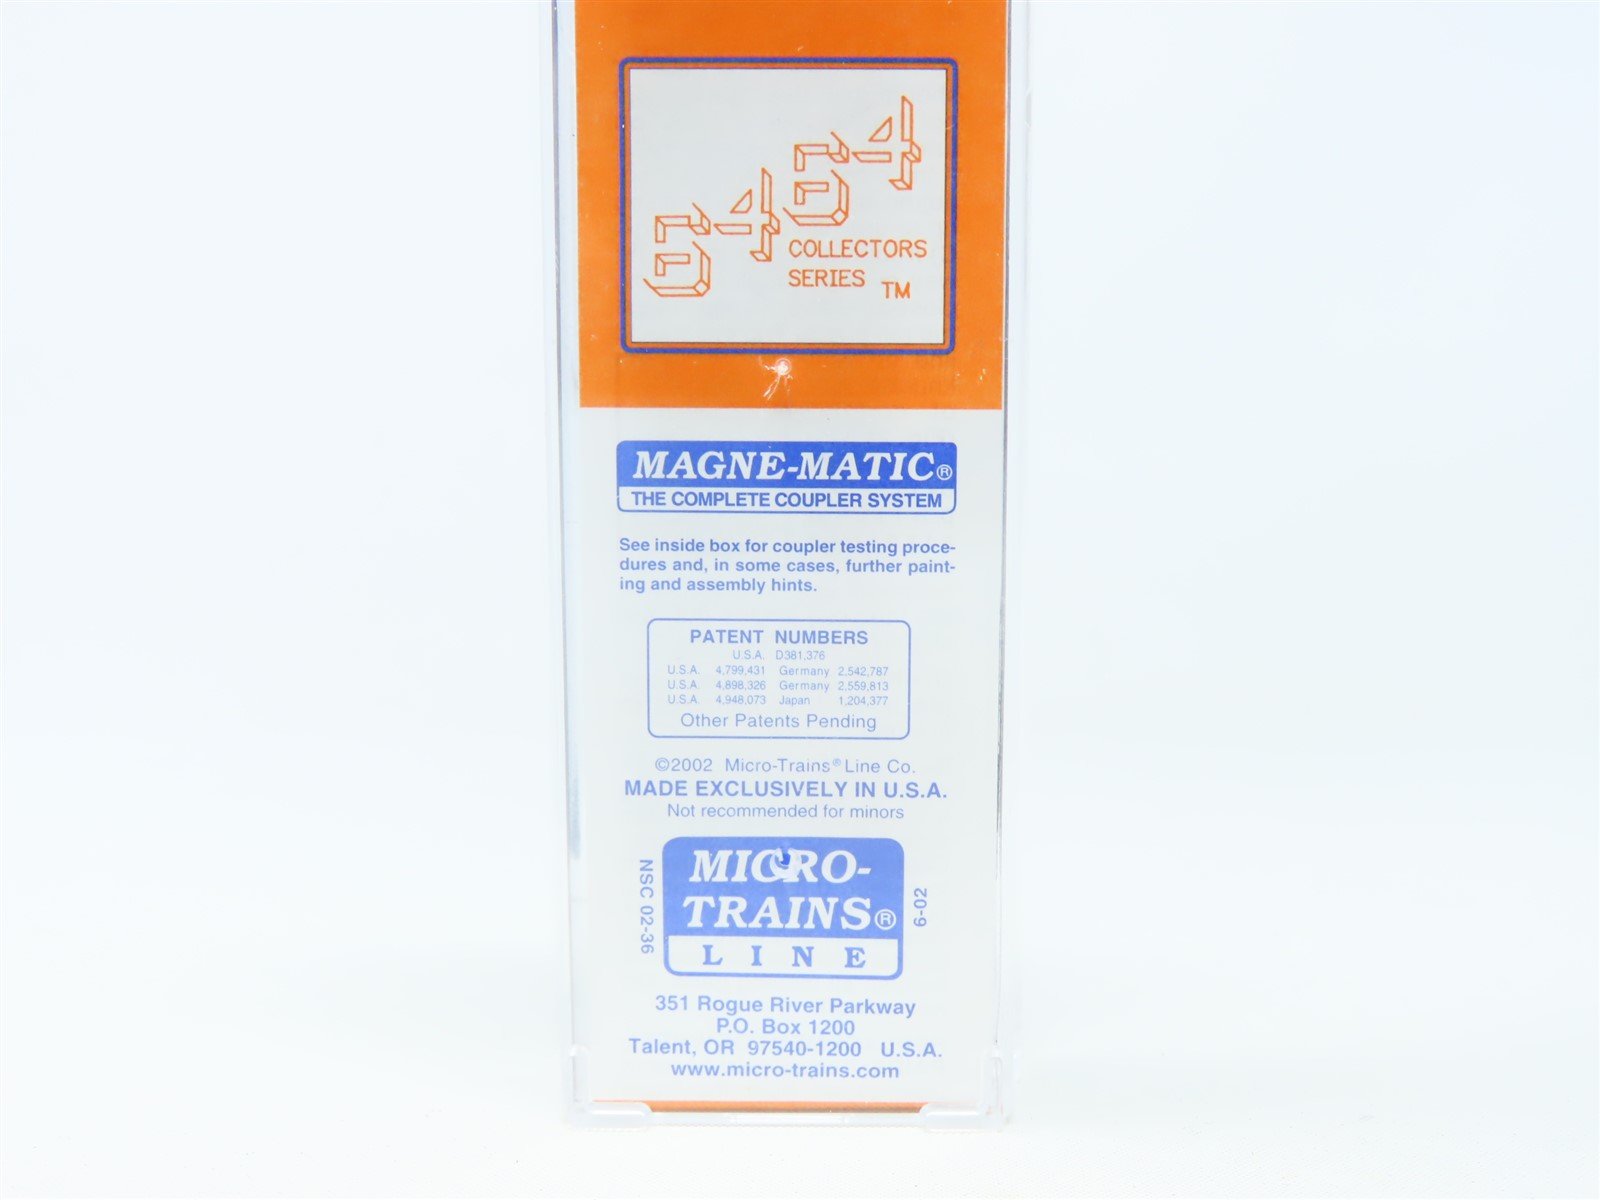 64 64
COLLECTORS
SERIES TM
MAGNE-MATIC®
THE COMPLETE COUPLER SYSTEM
See inside box for coupler testing proce-
dures and, in some cases, further paint-
ing and assembly hints.
PATENT NUMBERS
U.S.A. D381,376
U.S.A. 4,799,431 Germany 2,542,787
U.S.A. 4,898,326 Germany 2,559,813
U.S.A. 4,948,073 Japan 1,204,377
Other Patents Pending
©2002 Micro-Trains® Line Co.
MADE EXCLUSIVELY IN U.S.A.
Not recommended for minors
NSC 02-36
MICRO-
TRAINS®
LINE
6-02
351 Rogue River Parkway
P.O. Box 1200
Talent, OR 97540-1200 U.S.A.
www.micro-trains.com